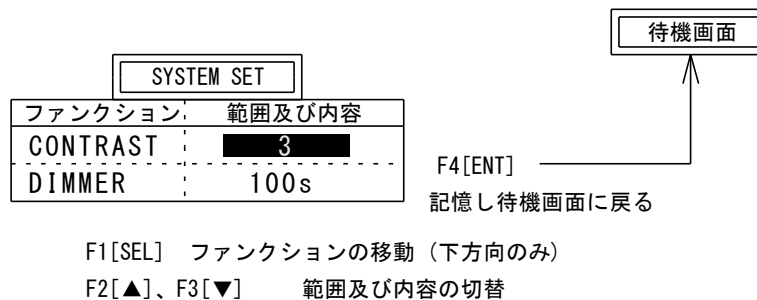 待機画面
SYSTEM SET
ファンクション 範囲及び内容
CONTRAST 3
DIMMER 100s
F4[ENT]
記憶し待機画面に戻る
F1[SEL] ファンクションの移動（下方向のみ）
F2[▲]、F3[▼] 範囲及び内容の切替